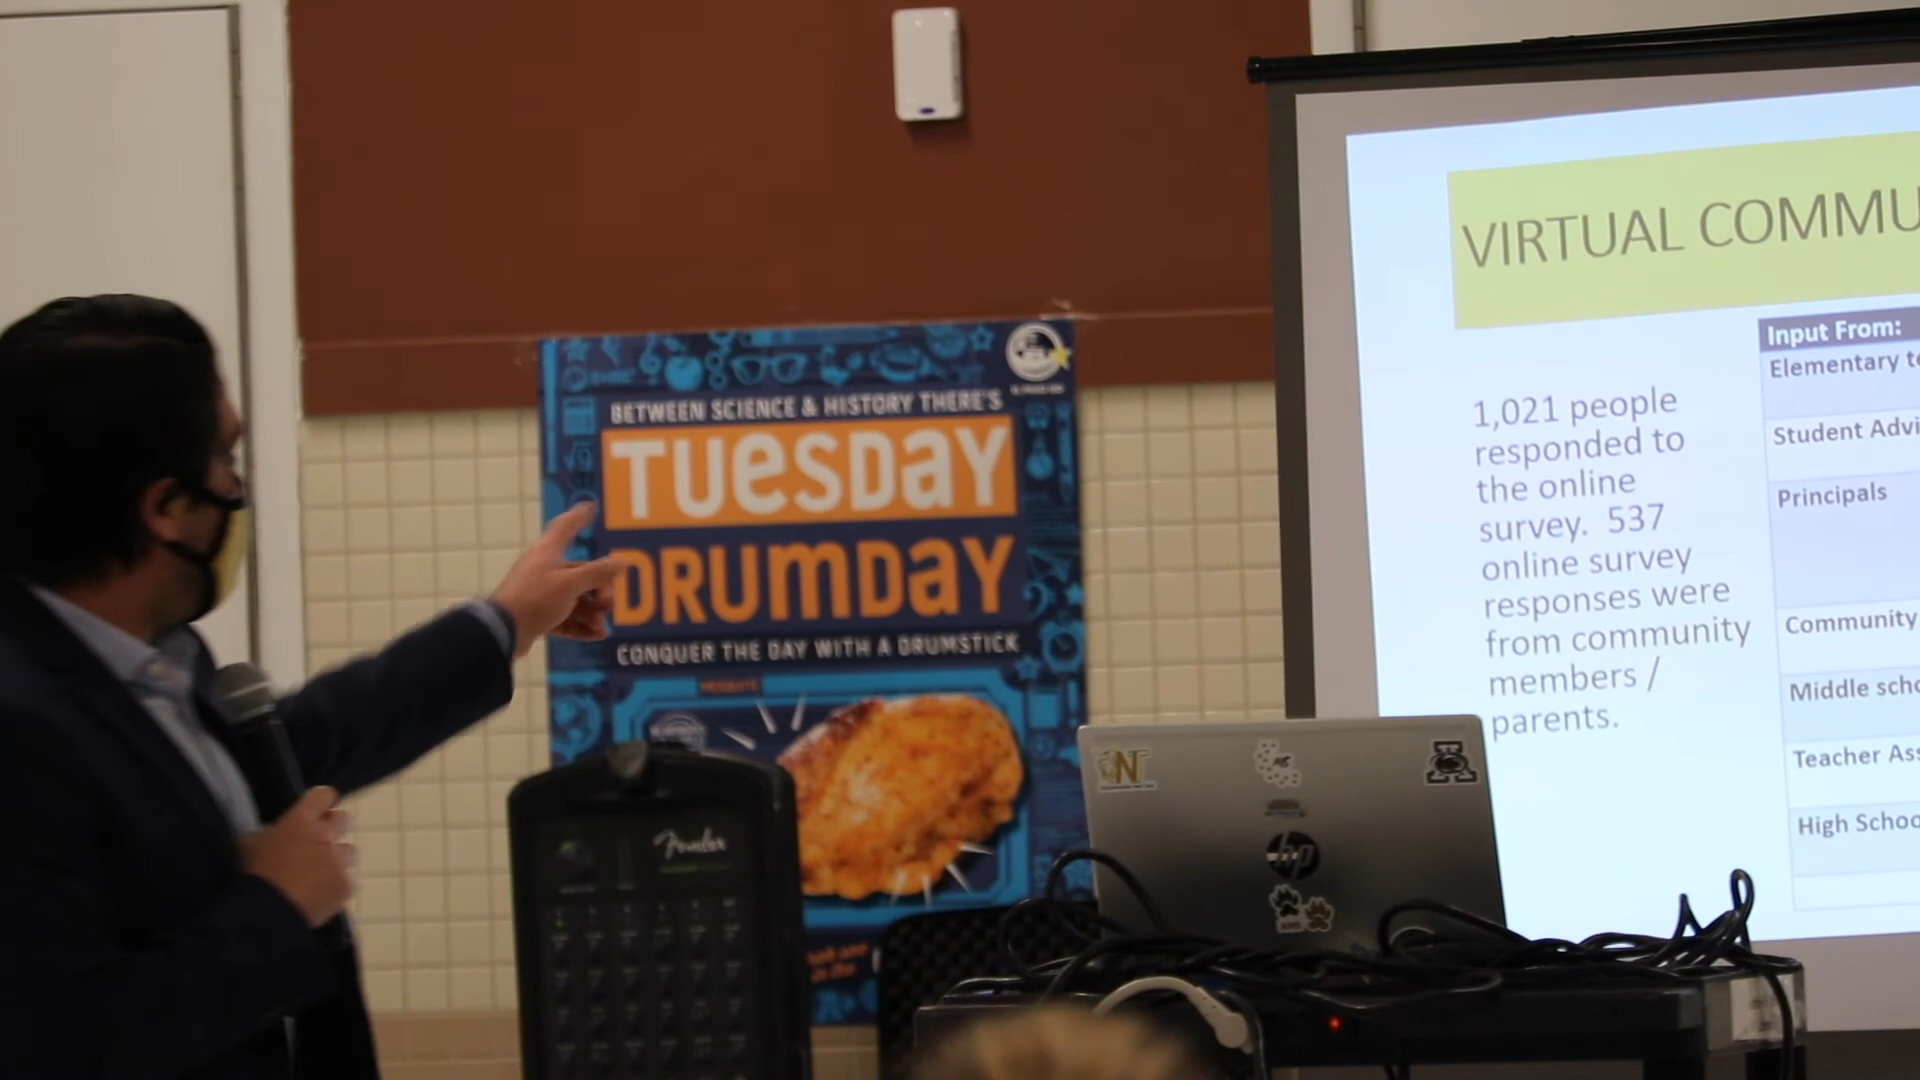 BETWEEN SCIENCE & HISTORY THERE'S
TUESDAY
DRUMDAY
CONQUER THE DAY WITH A DRUMSTICK
Fender
N
hp
A
VIRTUAL COMMU
1,021 people
responded to
the online
survey. 537
online survey
responses were
from community
members /
parents.
Input From:
Elementary te
Student Advi
Principals
Community
Middle scho
Teacher Ass
High Schoo